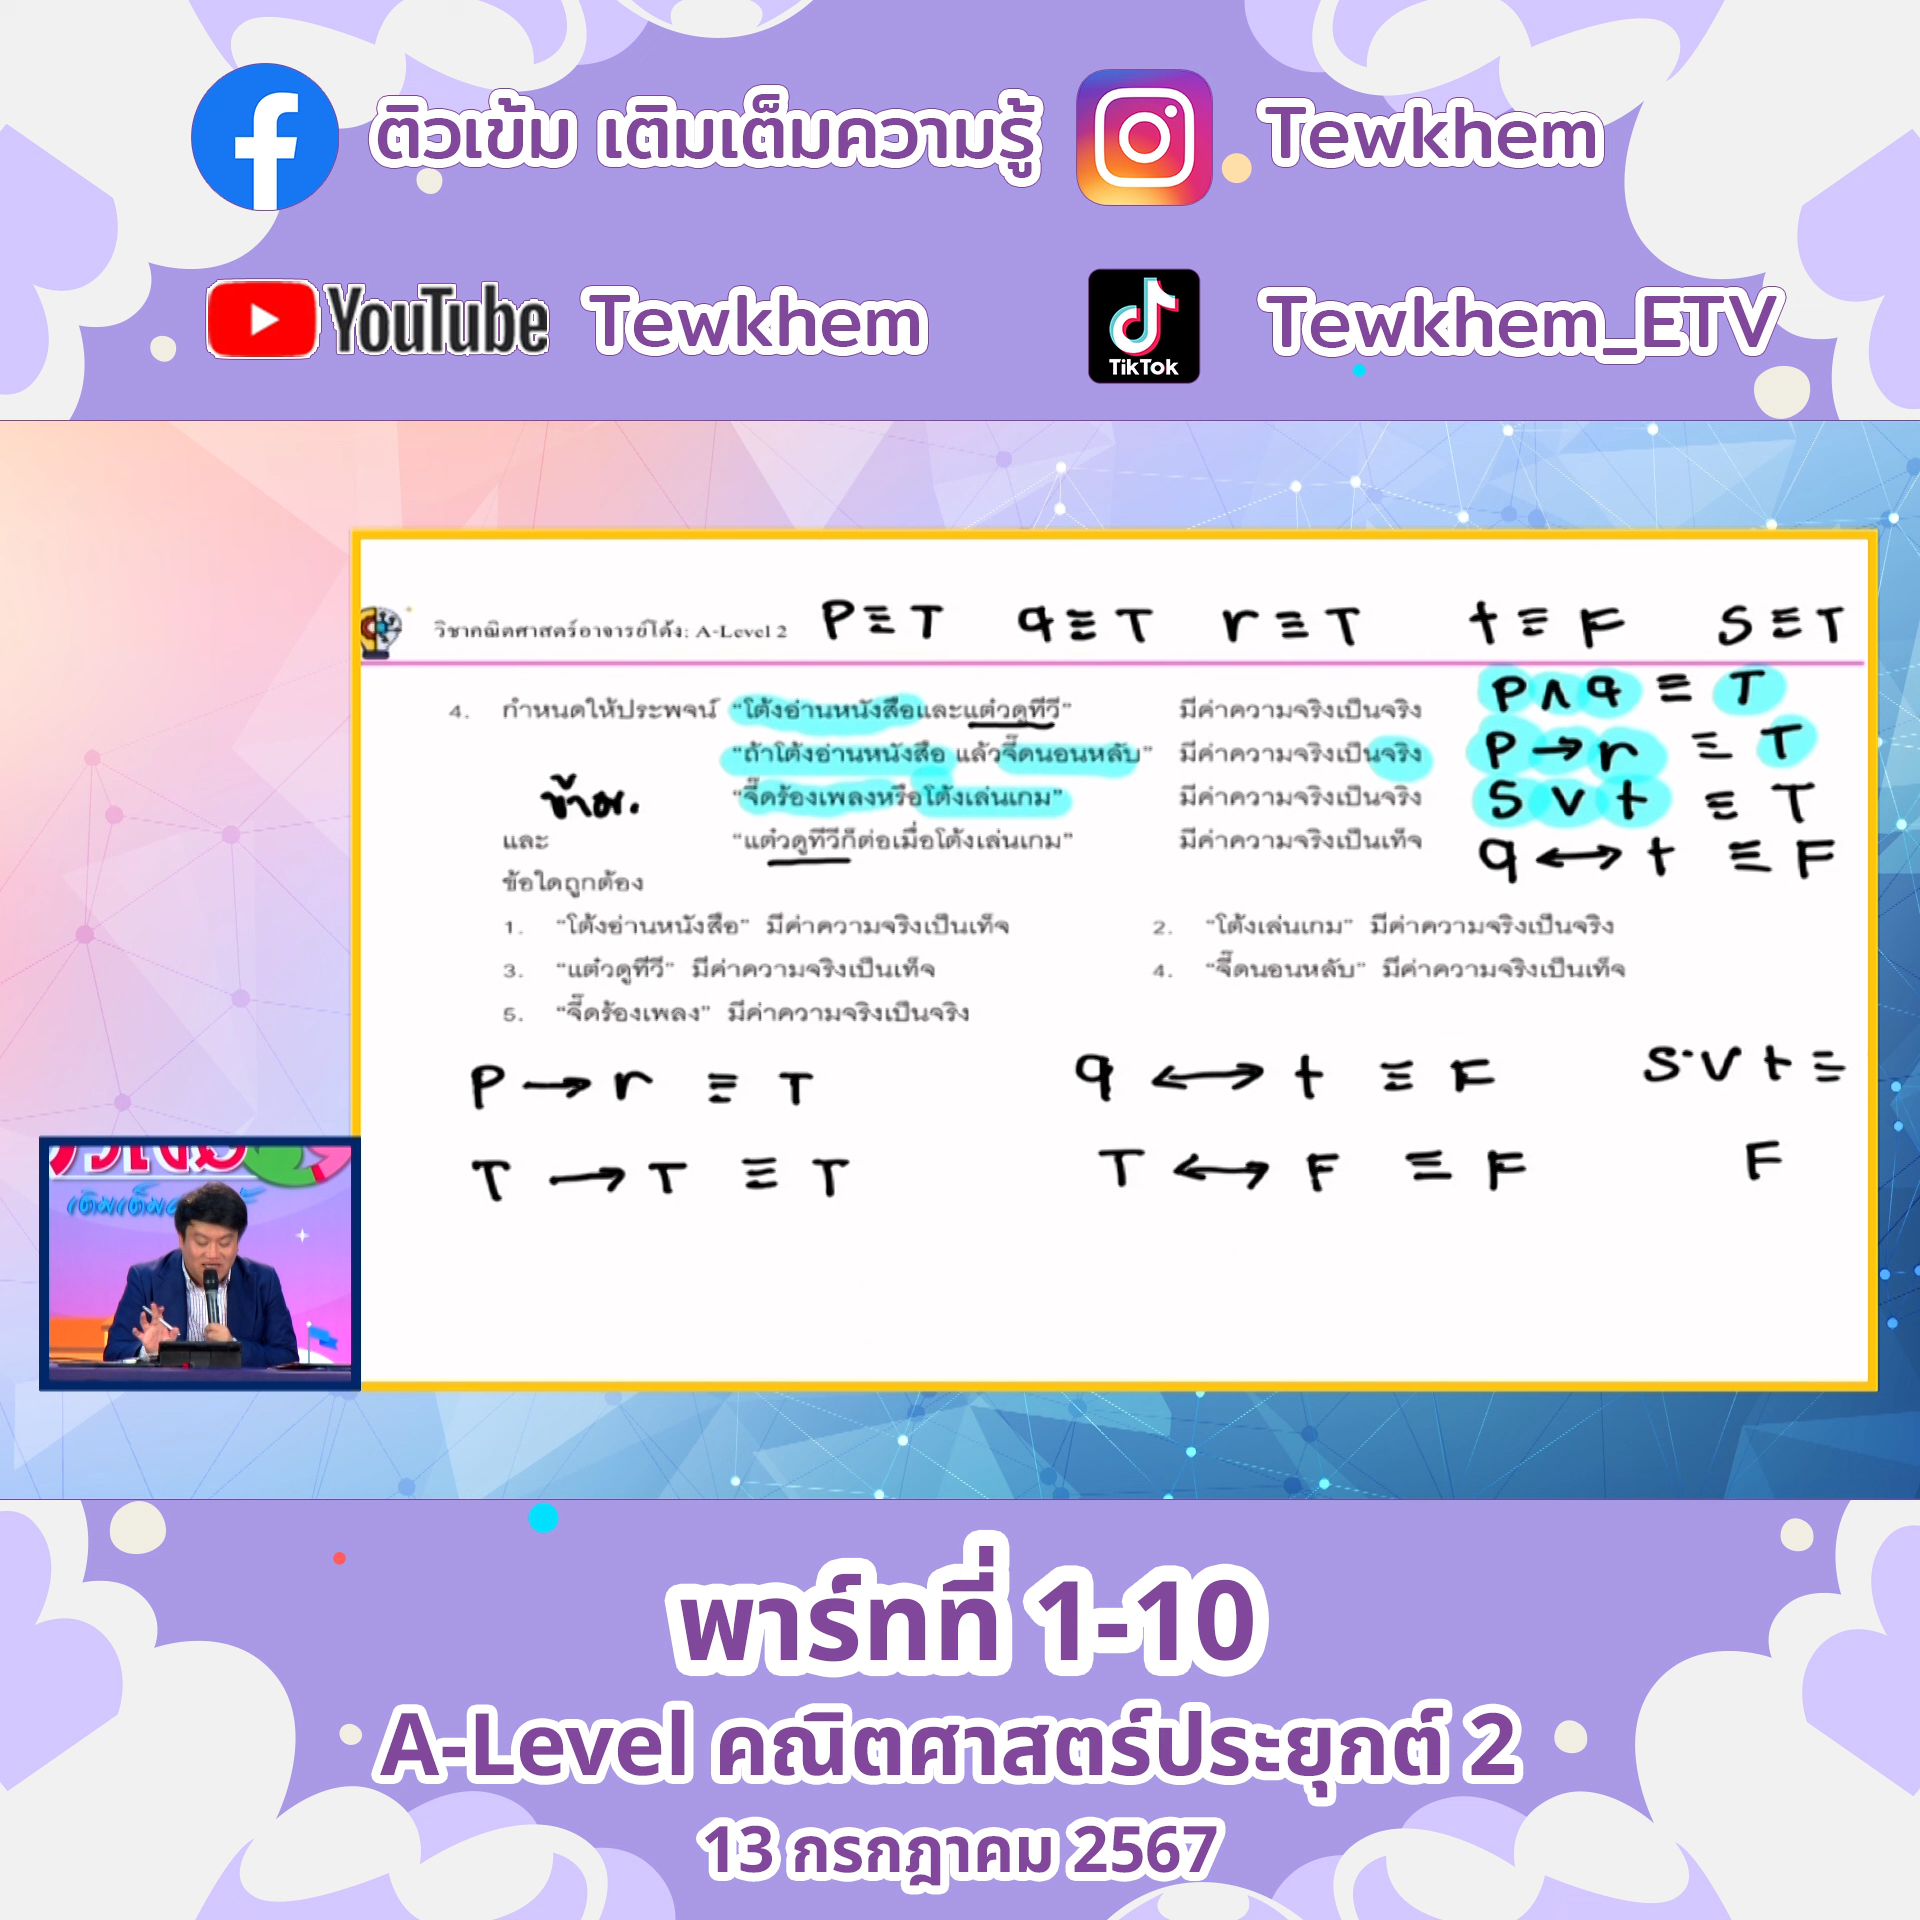 ติวเข้ม เติมเต็มความรู้ Tewkhem
YouTube Tewkhem TikTok Tewkhem_ETV
วิชาคณิตศาสตร์อาจารย์โต้ง: A-Level 2 P ≡ T q ≡ T r ≡ T t ≡ F S ≡ T
4. กำหนดให้ประพจน์ "โต้งอ่านหนังสือและแต๋วดูทีวี" มีค่าความจริงเป็นจริง P ∧ q ≡ T
"ถ้าโต้งอ่านหนังสือ แล้วจี๊ดนอนหลับ" มีค่าความจริงเป็นจริง P → r ≡ T
"จี๊ดร้องเพลงหรือโต้งเล่นเกม" มีค่าความจริงเป็นจริง S ∨ t ≡ T
และ "แต๋วดูทีวีก็ต่อเมื่อโต้งเล่นเกม" มีค่าความจริงเป็นเท็จ q ↔ t ≡ F
ข้อใดถูกต้อง
1. "โต้งอ่านหนังสือ" มีค่าความจริงเป็นเท็จ 2. "โต้งเล่นเกม" มีค่าความจริงเป็นจริง
3. "แต๋วดูทีวี" มีค่าความจริงเป็นเท็จ 4. "จี๊ดนอนหลับ" มีค่าความจริงเป็นเท็จ
5. "จี๊ดร้องเพลง" มีค่าความจริงเป็นจริง
P → r ≡ T q ↔ t ≡ F S ∨ t ≡
T → T ≡ T T ↔ F ≡ F F
พาร์ทที่ 1-10
A-Level คณิตศาสตร์ประยุกต์ 2
13 กรกฎาคม 2567